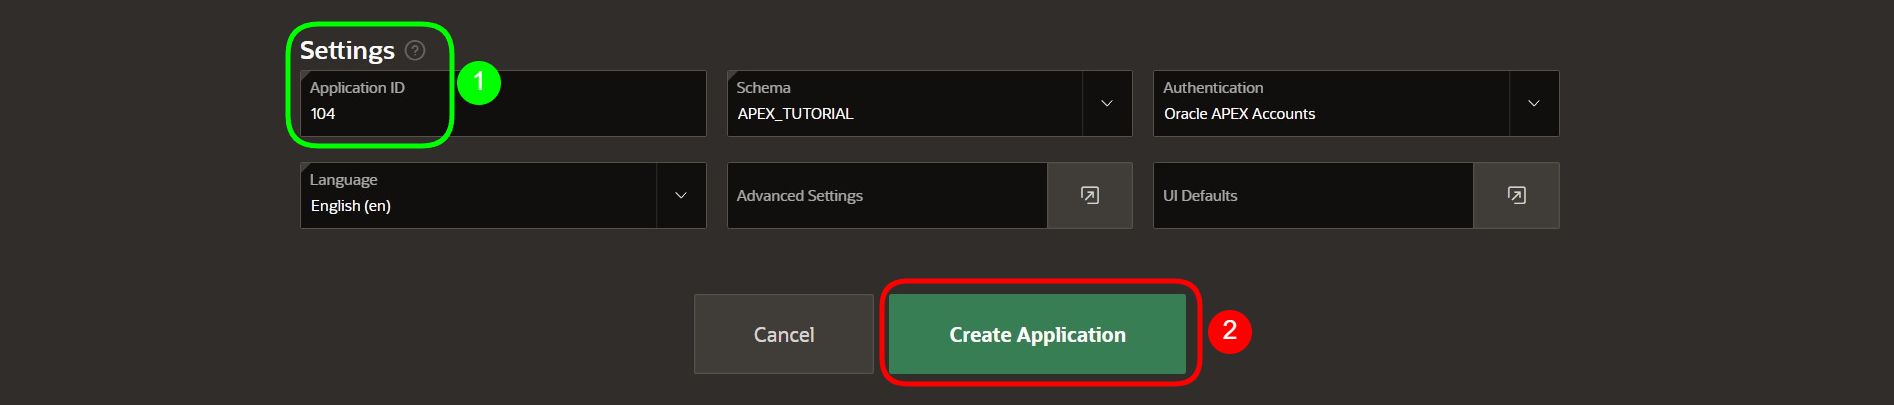 Settings ?
Application ID
104
1
Schema
APEX_TUTORIAL
Authentication
Oracle APEX Accounts
Language
English (en)
Advanced Settings
UI Defaults
Cancel
Create Application
2